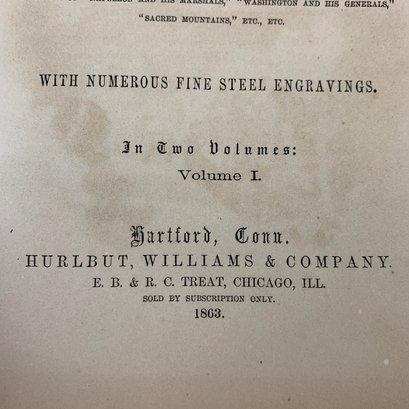 "NAPOLEON AND HIS MARSHALS," "WASHINGTON AND HIS GENERALS,"
"SACRED MOUNTAINS," ETC., ETC.
WITH NUMEROUS FINE STEEL ENGRAVINGS.
In Two Volumes:
Volume I.
Hartford, Conn.
HURLBUT, WILLIAMS & COMPANY.
E. B. & R. C. TREAT, CHICAGO, ILL.
SOLD BY SUBSCRIPTION ONLY.
1863.